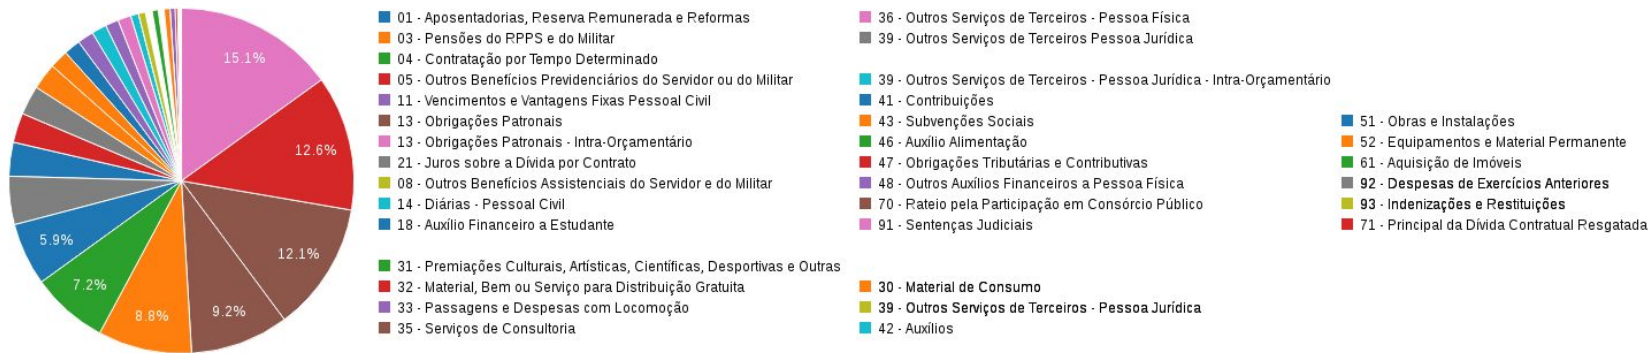 15.1%
12.6%
12.1%
9.2%
8.8%
7.2%
5.9%
01 - Aposentadorias, Reserva Remunerada e Reformas
03 - Pensões do RPPS e do Militar
04 - Contratação por Tempo Determinado
05 - Outros Benefícios Previdenciários do Servidor ou do Militar
11 - Vencimentos e Vantagens Fixas Pessoal Civil
13 - Obrigações Patronais
13 - Obrigações Patronais - Intra-Orçamentário
21 - Juros sobre a Dívida por Contrato
08 - Outros Benefícios Assistenciais do Servidor e do Militar
14 - Diárias - Pessoal Civil
18 - Auxílio Financeiro a Estudante
31 - Premiações Culturais, Artísticas, Científicas, Desportivas e Outras
32 - Material, Bem ou Serviço para Distribuição Gratuita
33 - Passagens e Despesas com Locomoção
35 - Serviços de Consultoria
36 - Outros Serviços de Terceiros - Pessoa Física
39 - Outros Serviços de Terceiros Pessoa Jurídica
39 - Outros Serviços de Terceiros - Pessoa Jurídica - Intra-Orçamentário
41 - Contribuições
43 - Subvenções Sociais
46 - Auxílio Alimentação
47 - Obrigações Tributárias e Contributivas
48 - Outros Auxílios Financeiros a Pessoa Física
70 - Rateio pela Participação em Consórcio Público
91 - Sentenças Judiciais
30 - Material de Consumo
39 - Outros Serviços de Terceiros - Pessoa Jurídica
42 - Auxílios
51 - Obras e Instalações
52 - Equipamentos e Material Permanente
61 - Aquisição de Imóveis
92 - Despesas de Exercícios Anteriores
93 - Indenizações e Restituições
71 - Principal da Dívida Contratual Resgatada